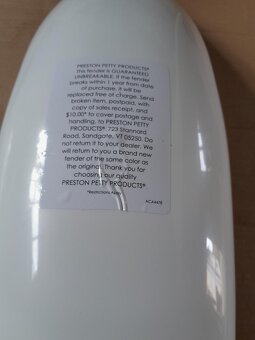 PRESTON PETTY PRODUCTS®
This fender is GUARANTEED
UNBREAKABLE. If the fender
breaks within 1 year from date
of purchase, it will be
replaced free of charge. Send
broken item, postpaid, with
copy of sales receipt, and
$10.00* to cover postage and
handling, to PRESTON PETTY
PRODUCTS®: 723 Stannard
Road, Sandgate, VT 05250. Do
not return it to your dealer. We
will return to you a brand new
fender of the same color as
the original. Thank you for
choosing our quality
PRESTON PETTY PRODUCTS®
*Restrictions Apply